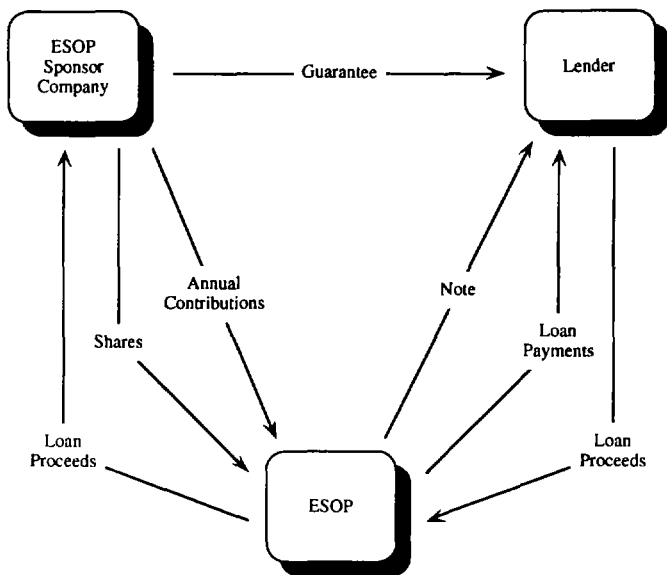 ESOP
Sponsor
Company
Guarantee
Lender
Annual
Contributions
Note
Shares
Loan
Payments
Loan
Proceeds
Loan
Proceeds
ESOP